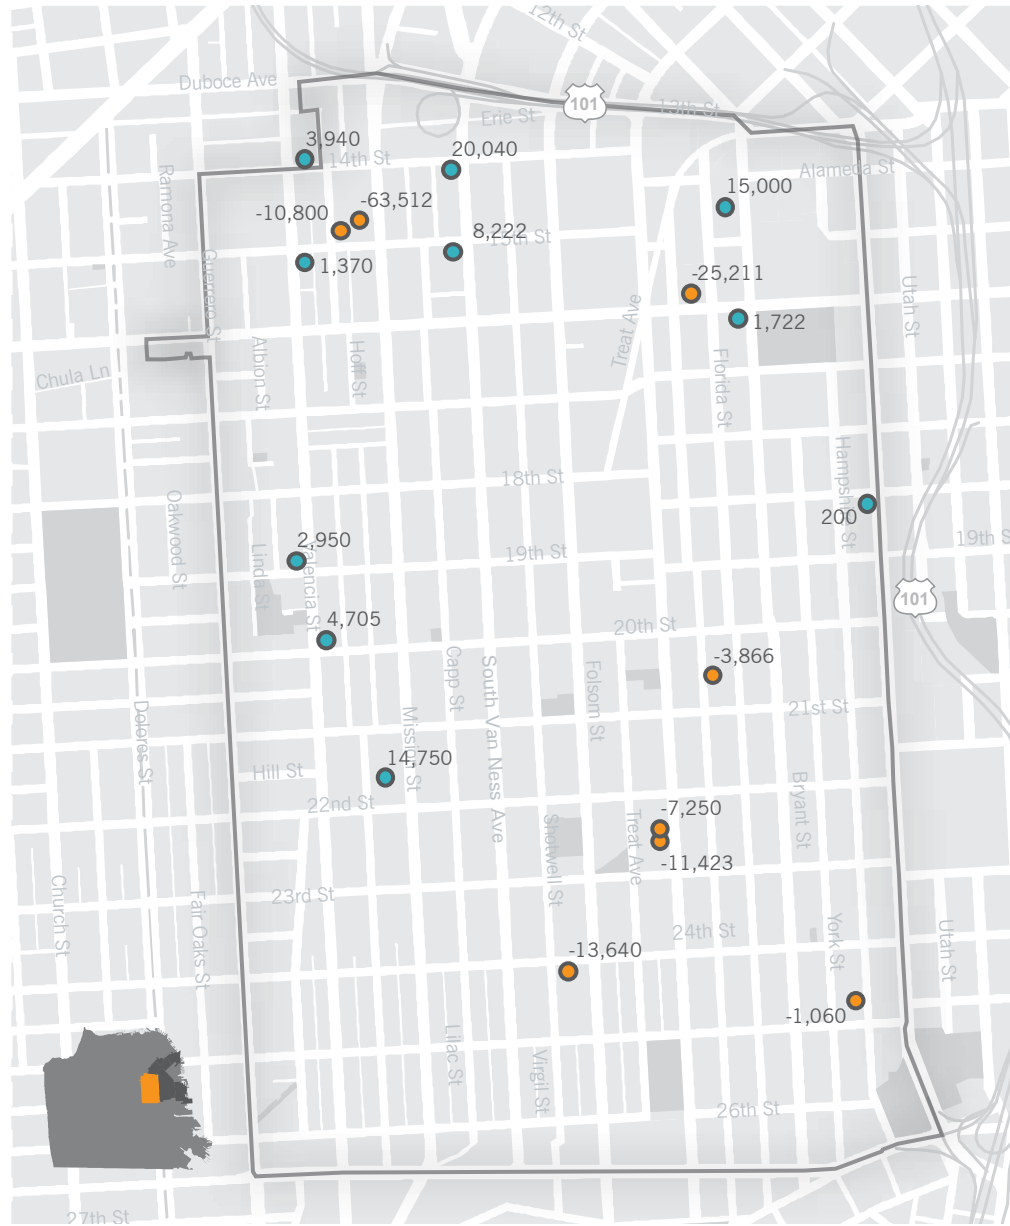 12th St
Duboce Ave
101
13th St
Erie St
3,940
14th St
20,040
Alameda St
15,000
Ramona Ave
-63,512
-10,800
8,222
15th St
Guerrero St
1,370
-25,211
Utah St
1,722
Treat Ave
Albion St
Hoff St
Florida St
Chula Ln
18th St
Hampshire St
Oakwood St
200
2,950
19th St
19th S
Linda St
Valencia St
101
4,705
20th St
-3,866
Capp St
South Van Ness Ave
Folsom St
Dolores St
Mission St
21st St
14,750
Hill St
22nd St
Bryant St
-7,250
Shotwell St
Treat Ave
-11,423
Church St
23rd St
Fair Oaks St
24th St
York St
Utah St
-13,640
-1,060
Lilac St
Virgil St
26th St
27th St